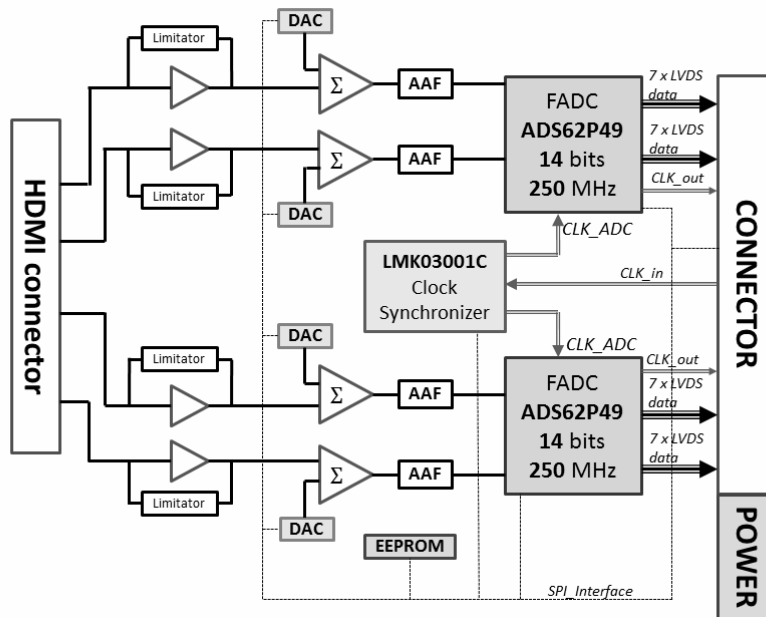 Limitator
DAC
Σ
AAF
FADC
ADS62P49
14 bits
250 MHz
7 x LVDS
data
Limitator
DAC
Σ
AAF
7 x LVDS
data
CLK_out
HDMI connector
CONNECTOR
CLK_ADC
LMK03001C
Clock
Synchronizer
CLK_in
CLK_ADC
Limitator
DAC
Σ
AAF
FADC
ADS62P49
14 bits
250 MHz
CLK_out
7 x LVDS
data
Limitator
DAC
Σ
AAF
7 x LVDS
data
EEPROM
SPI_Interface
POWER